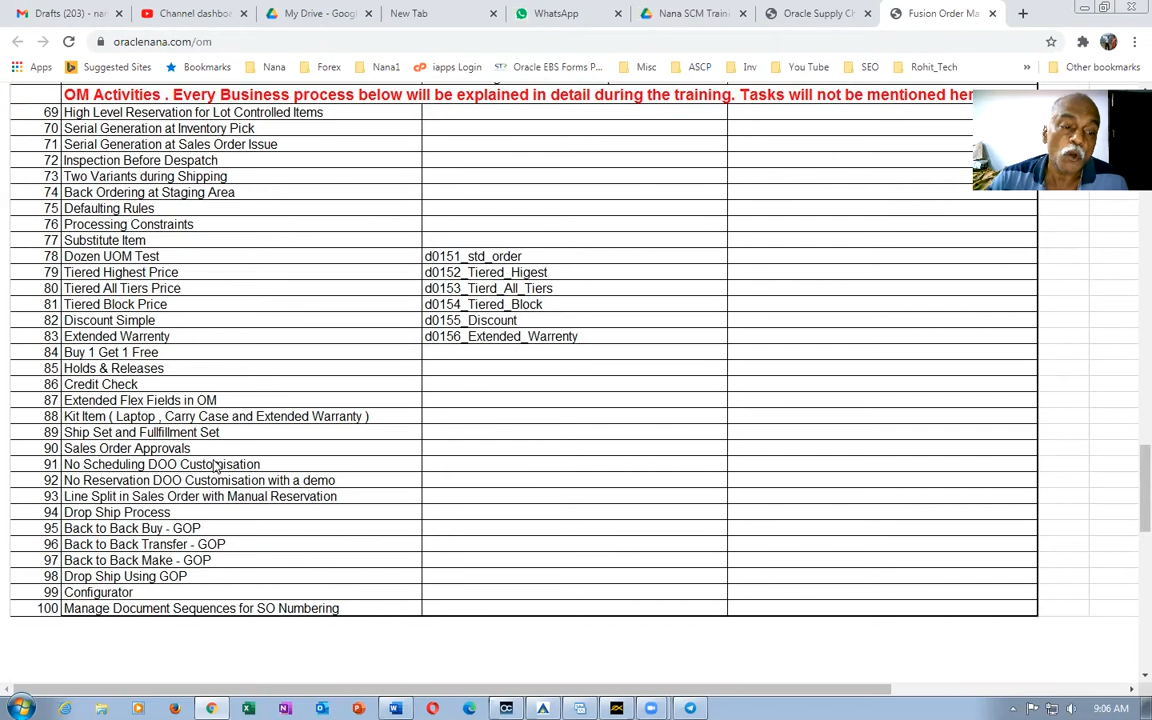 Drafts (203) - nan
Channel dashbo
My Drive - Googl
New Tab
WhatsApp
Nana SCM Traini
Oracle Supply Ch
Fusion Order Ma
oraclenana.com/om
Apps
Suggested Sites
Bookmarks
Nana
Forex
Nana1
iapps Login
Oracle EBS Forms P...
Misc
ASCP
Inv
You Tube
SEO
Rohit_Tech
Other bookmarks
OM Activities . Every Business process below will be explained in detail during the training. Tasks will not be mentioned her
69 High Level Reservation for Lot Controlled Items
70 Serial Generation at Inventory Pick
71 Serial Generation at Sales Order Issue
72 Inspection Before Despatch
73 Two Variants during Shipping
74 Back Ordering at Staging Area
75 Defaulting Rules
76 Processing Constraints
77 Substitute Item
78 Dozen UOM Test d0151_std_order
79 Tiered Highest Price d0152_Tiered_Higest
80 Tiered All Tiers Price d0153_Tierd_All_Tiers
81 Tiered Block Price d0154_Tiered_Block
82 Discount Simple d0155_Discount
83 Extended Warrenty d0156_Extended_Warrenty
84 Buy 1 Get 1 Free
85 Holds & Releases
86 Credit Check
87 Extended Flex Fields in OM
88 Kit Item ( Laptop , Carry Case and Extended Warranty )
89 Ship Set and Fullfillment Set
90 Sales Order Approvals
91 No Scheduling DOO Customisation
92 No Reservation DOO Customisation with a demo
93 Line Split in Sales Order with Manual Reservation
94 Drop Ship Process
95 Back to Back Buy - GOP
96 Back to Back Transfer - GOP
97 Back to Back Make - GOP
98 Drop Ship Using GOP
99 Configurator
100 Manage Document Sequences for SO Numbering
9:06 AM